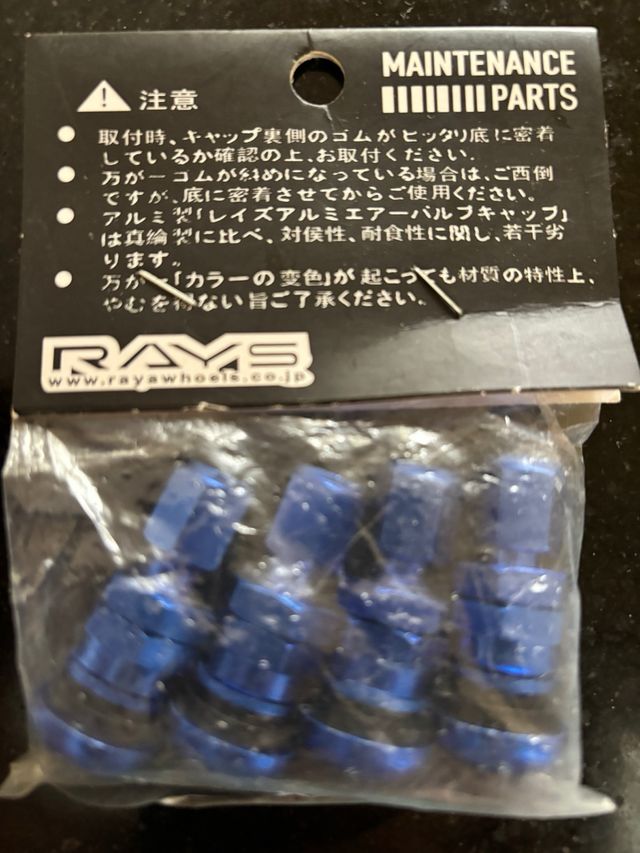 注意
MAINTENANCE
PARTS
● 取付時、キャップ裏側のゴムがピッタリ底に密着
しているか確認の上、お取付ください.
● 万が一ゴムが斜めになっている場合は、ご面倒
ですが、底に密着させてからご使用ください。
● アルミ製「レイズアルミエアーバルブキャップ」
は真鍮製に比べ、対候性、耐食性に関し、若干劣
ります。
● 万が一「カラーの変色」が起こっても材質の特性上、
やむを得ない旨ご了承ください。
RAYS
www.rayswheels.co.jp